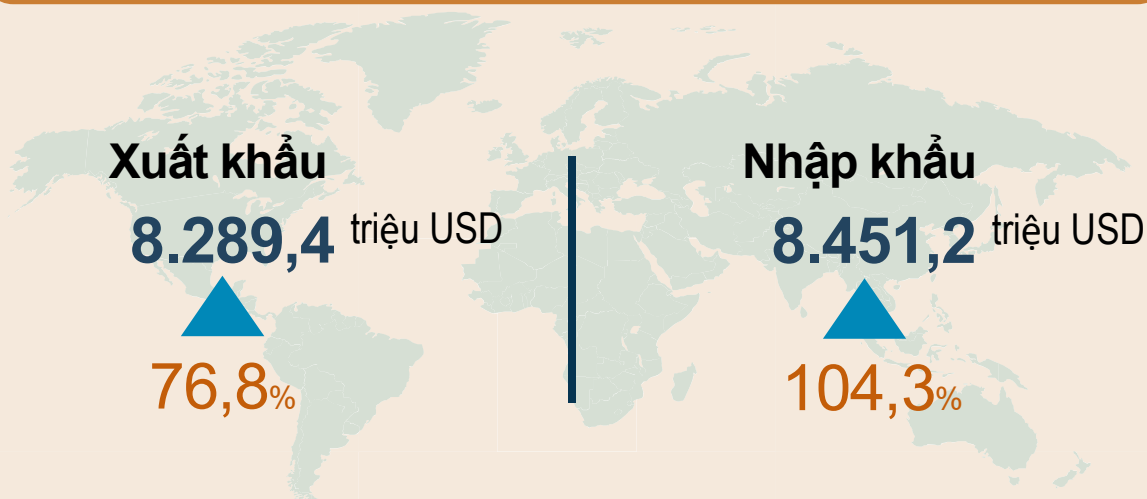 Xuất khẩu
8.289,4 triệu USD
76,8%
Nhập khẩu
8.451,2 triệu USD
104,3%